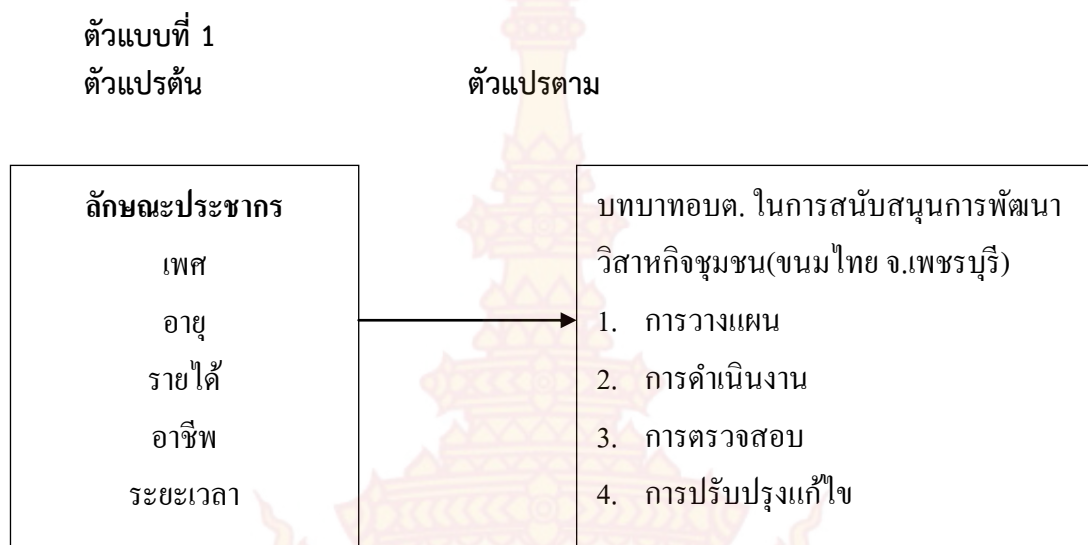 ตัวแบบที่ 1
ตัวแปรต้น ตัวแปรตาม
ลักษณะประชากร
เพศ
อายุ
รายได้
อาชีพ
ระยะเวลา
บทบาทอบต. ในการสนับสนุนการพัฒนา
วิสาหกิจชุมชน(ขนมไทย จ.เพชรบุรี)
1. การวางแผน
2. การดำเนินงาน
3. การตรวจสอบ
4. การปรับปรุงแก้ไข